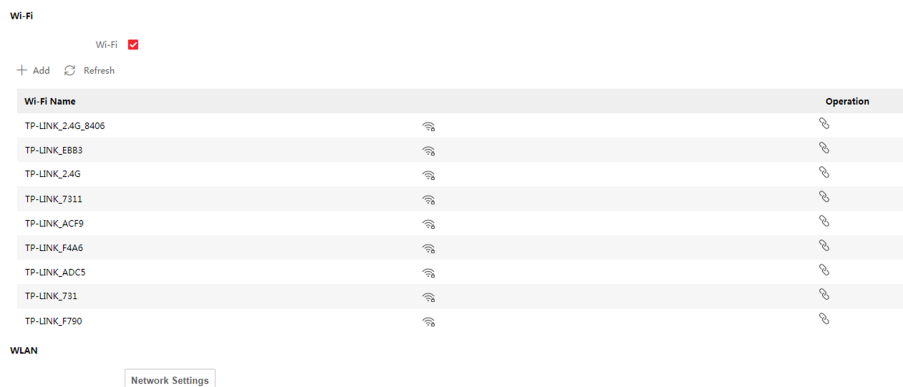 Wi-Fi
Wi-Fi
Add Refresh
Wi-Fi Name Operation
TP-LINK_2.4G_8406
TP-LINK_EBB3
TP-LINK_2.4G
TP-LINK_7311
TP-LINK_ACF9
TP-LINK_F4A6
TP-LINK_ADC5
TP-LINK_731
TP-LINK_F790
WLAN
Network Settings